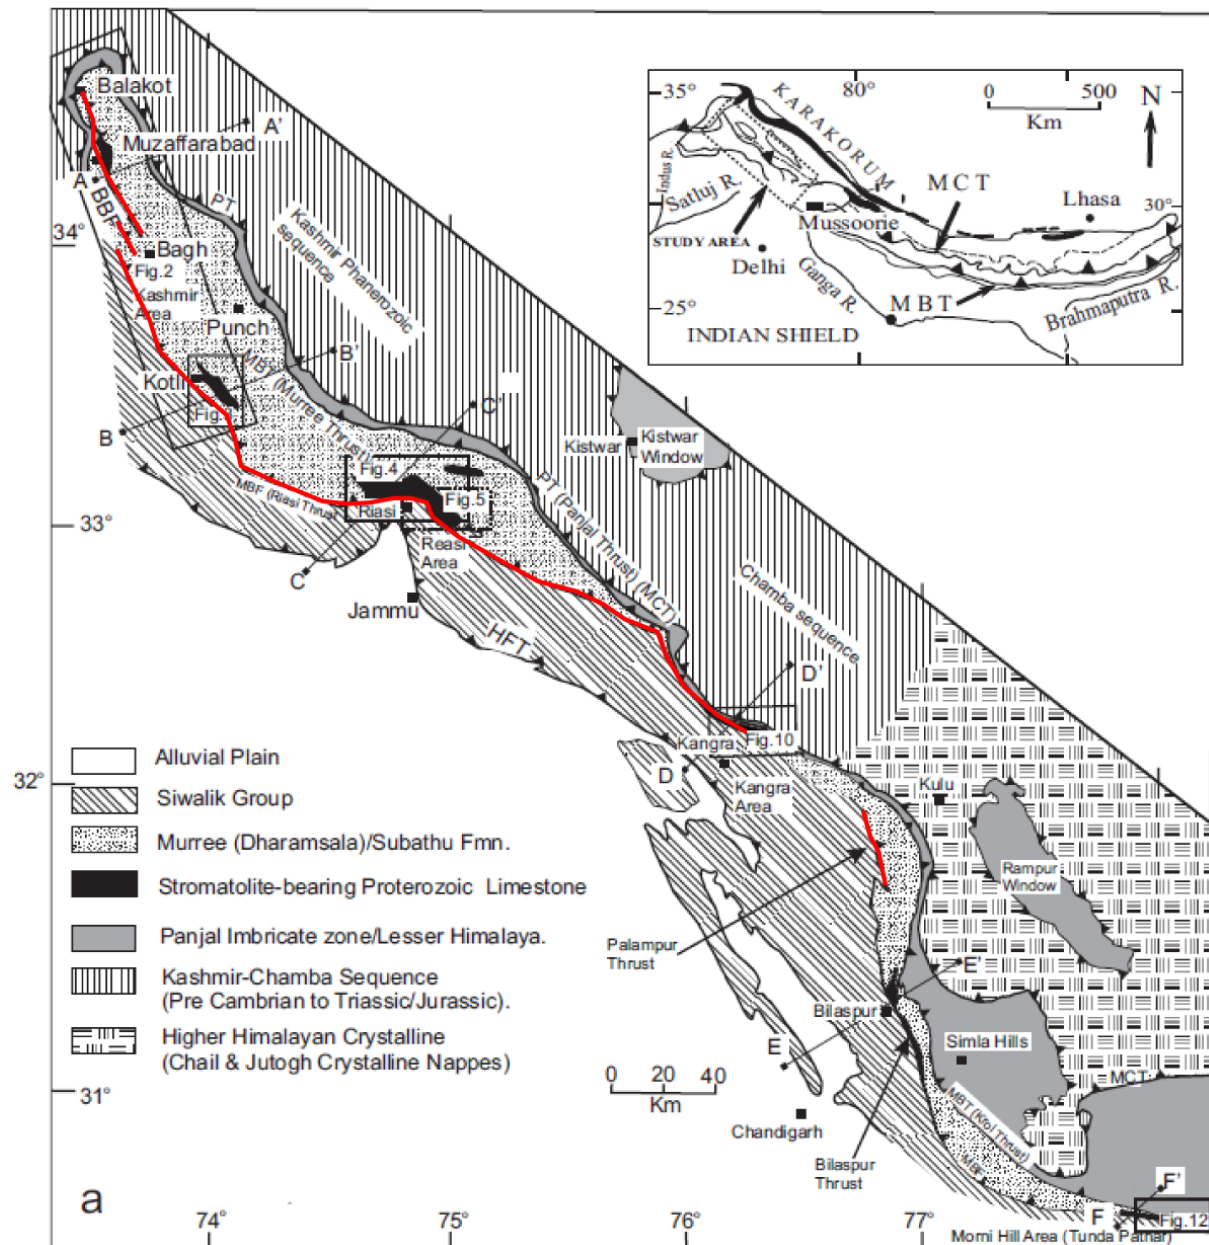 Balakot
Muzaffarabad
A'
A
BBF
PT
Kashmir Phanerozoic
sequence
34°
Bagh
Fig.2
Kashmir
Area
Punch
MBT (Murree Thrust)
B'
Kotli
B
C'
Kistwar
Kistwar
Window
Fig.4
MBF (Riasi Thrust
Riasi
Fig.5
33°
Reasi
Area
C
Jammu
PT (Panjal Thrust) (MCT)
Chamba sequence
HFT
D'
Kangra
Fig.10
D
Kangra
Area
32°
Kulu
Rampur
Window
Palampur
Thrust
E'
Bilaspur
Simla Hills
E
MCT
0 20 40
Km
Chandigarh
MBT (Krol Thrust)
MBF
Bilaspur
Thrust
31°
F'
F
Fig.12
Morni Hill Area (Tunda Pathar)
a
74°
75°
76°
77°
Alluvial Plain
Siwalik Group
Murree (Dharamsala)/Subathu Fmn.
Stromatolite-bearing Proterozoic Limestone
Panjal Imbricate zone/Lesser Himalaya.
Kashmir-Chamba Sequence
(Pre Cambrian to Triassic/Jurassic).
Higher Himalayan Crystalline
(Chail & Jutogh Crystalline Nappes)
35°
80°
0 500
Km
N
KARAKORUM
Indus R.
Satluj R.
MCT
Lhasa
30°
Mussoorie
STUDY AREA
Delhi
Ganga R.
MBT
Brahmaputra R.
25°
INDIAN SHIELD